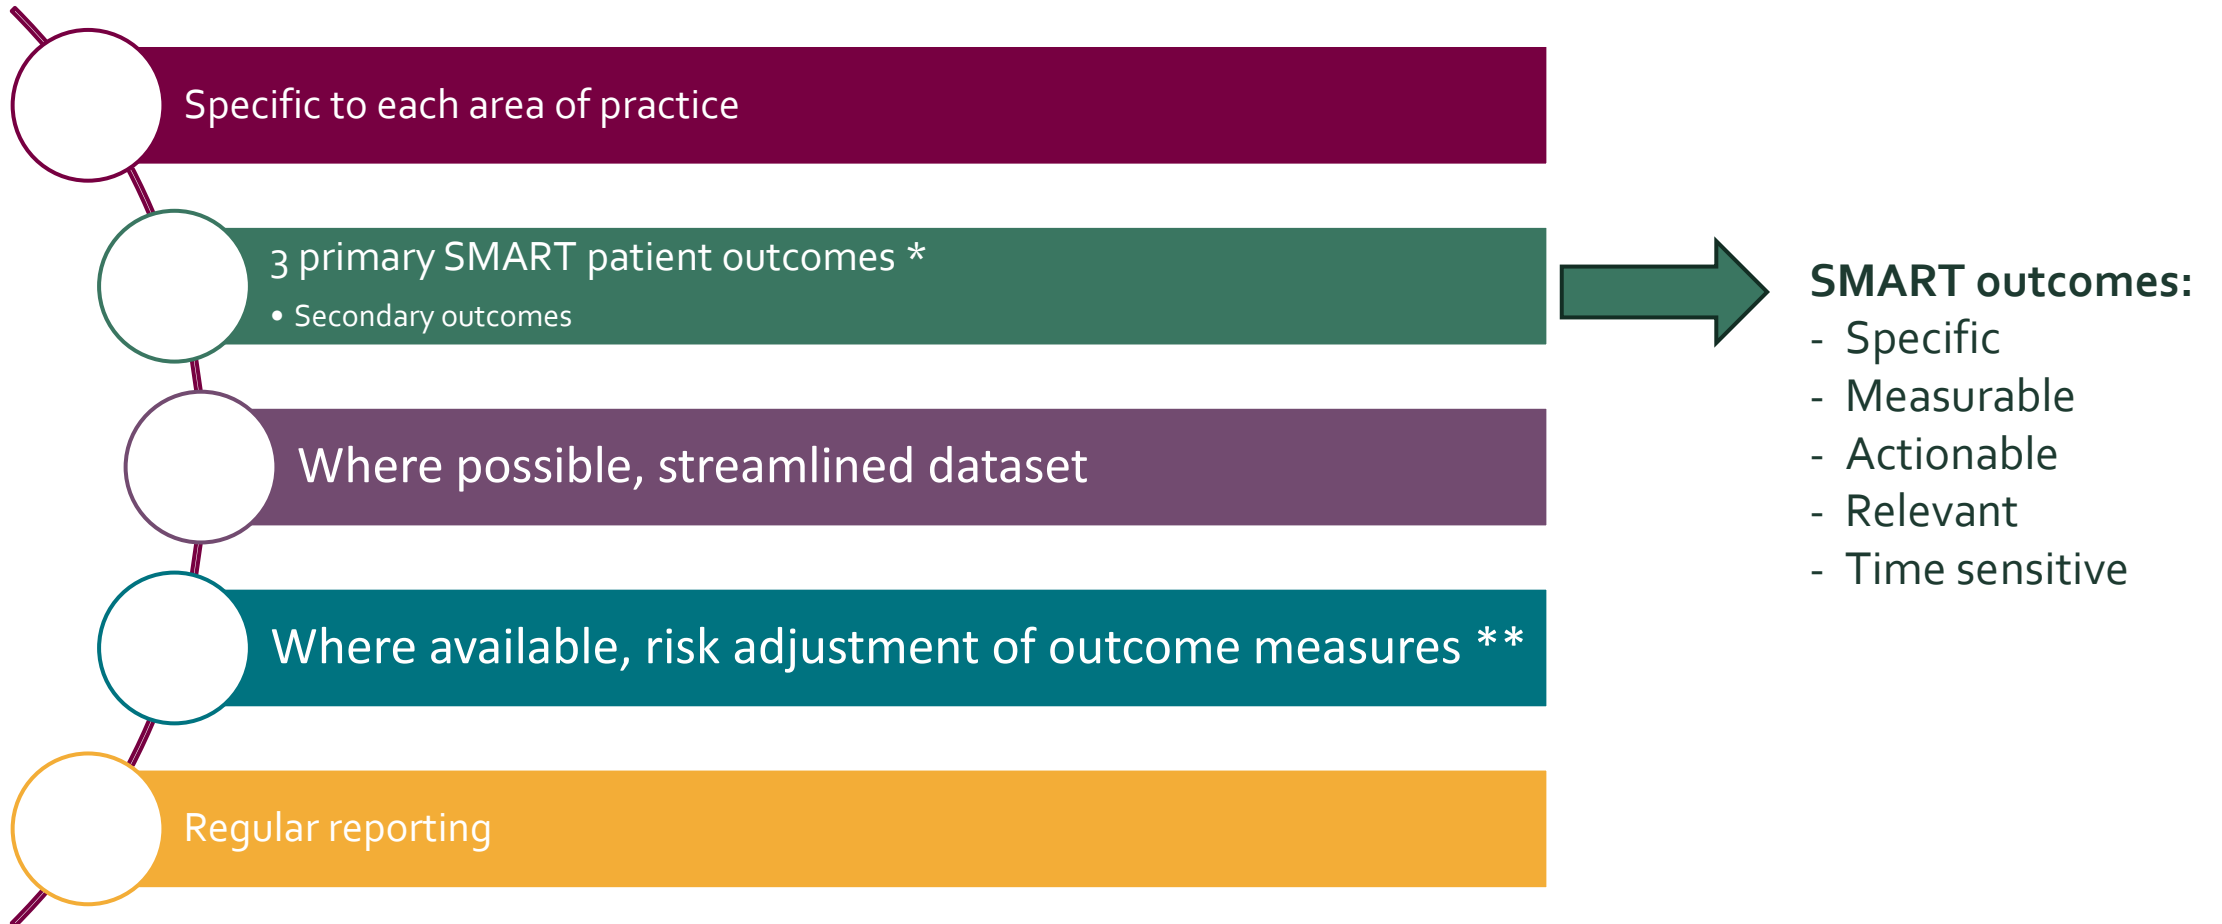 Specific to each area of practice
3 primary SMART patient outcomes *
• Secondary outcomes
Where possible, streamlined dataset
Where available, risk adjustment of outcome measures **
Regular reporting
SMART outcomes:
- Specific
- Measurable
- Actionable
- Relevant
- Time sensitive